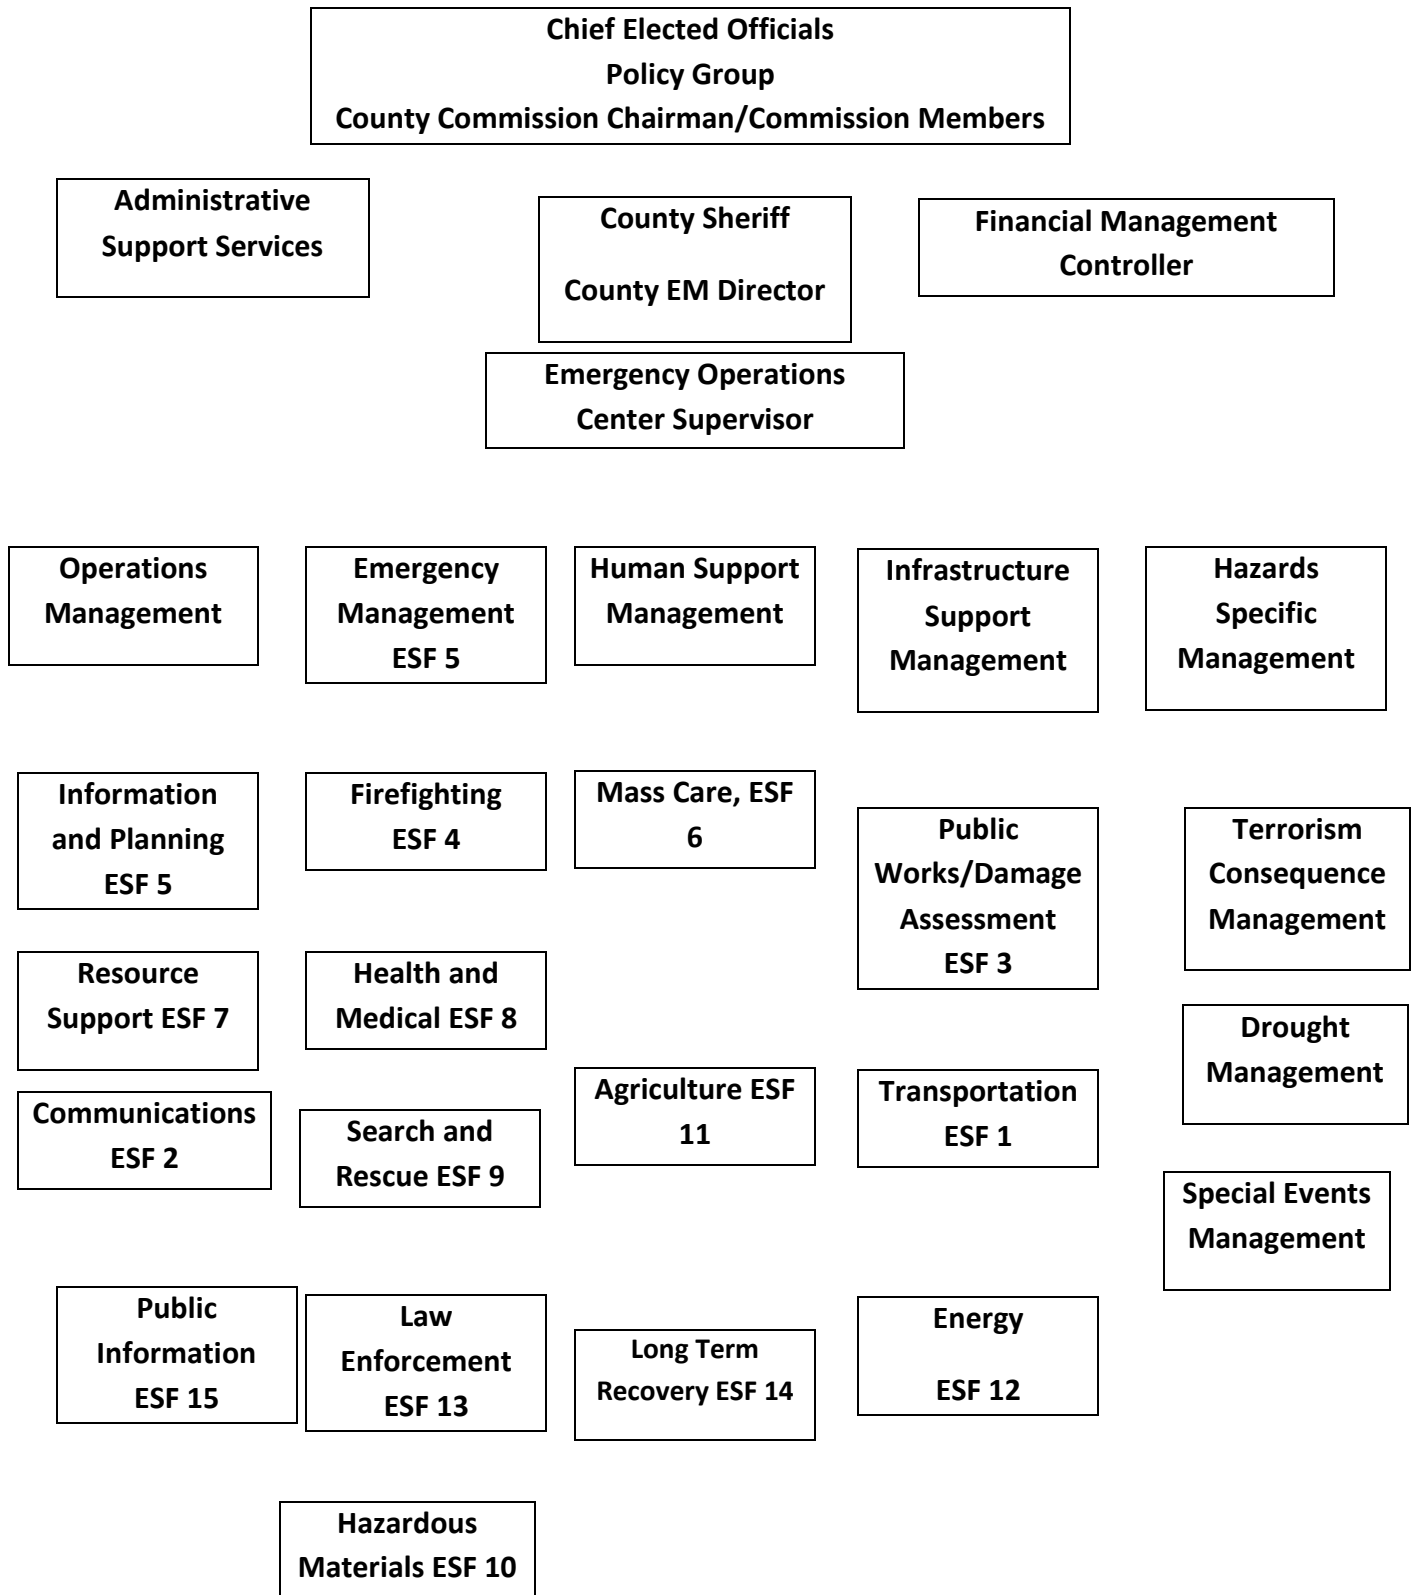 Chief Elected Officials
Policy Group
County Commission Chairman/Commission Members
Administrative
Support Services
County Sheriff
County EM Director
Financial Management
Controller
Emergency Operations
Center Supervisor
Operations
Management
Emergency
Management
ESF 5
Human Support
Management
Infrastructure
Support
Management
Hazards
Specific
Management
Information
and Planning
ESF 5
Firefighting
ESF 4
Mass Care, ESF
6
Public
Works/Damage
Assessment
ESF 3
Terrorism
Consequence
Management
Resource
Support ESF 7
Health and
Medical ESF 8
Drought
Management
Communications
ESF 2
Search and
Rescue ESF 9
Agriculture ESF
11
Transportation
ESF 1
Special Events
Management
Public
Information
ESF 15
Law
Enforcement
ESF 13
Long Term
Recovery ESF 14
Energy
ESF 12
Hazardous
Materials ESF 10